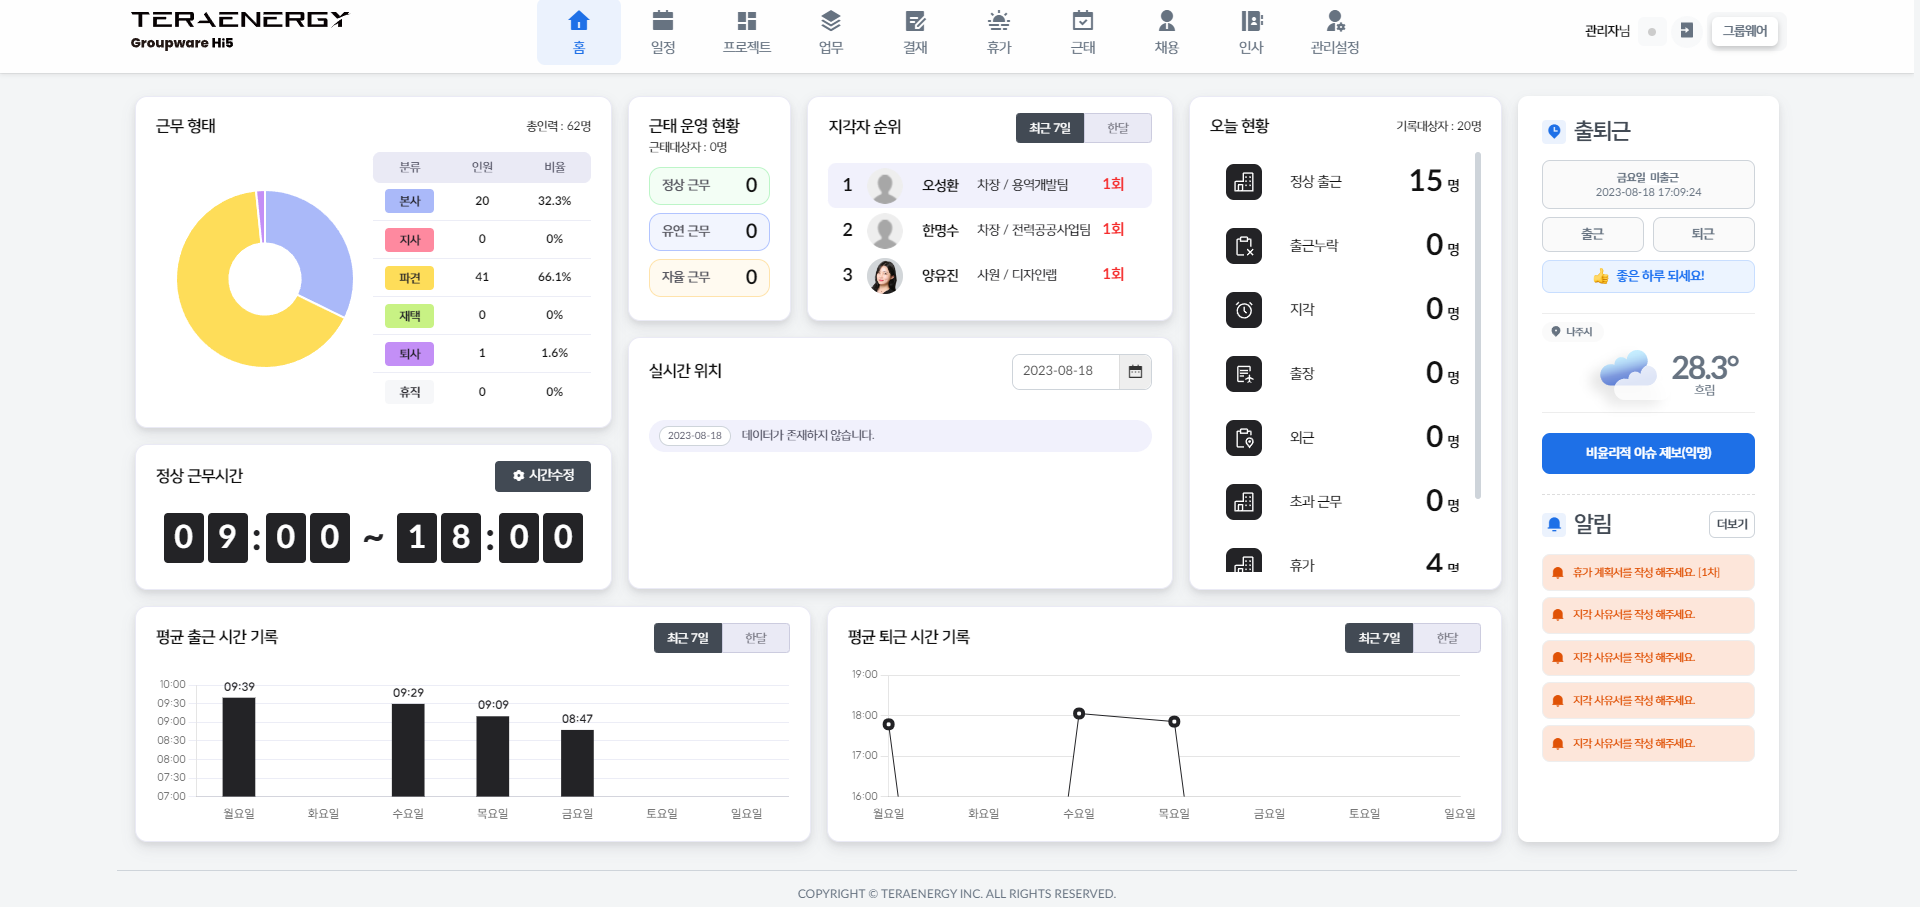 TERAENERGY
Groupware Hi5
홈
일정
프로젝트
업무
결재
휴가
근태
채용
인사
관리설정
관리자님
그룹웨어
근무 형태
총인력 : 62명
분류 인원 비율
본사 20 32.3%
지사 0 0%
파견 41 66.1%
재택 0 0%
퇴사 1 1.6%
휴직 0 0%
근태 운영 현황
근태대상자 : 0명
정상 근무 0
유연 근무 0
자율 근무 0
지각자 순위
최근 7일 한달
1 오성환 차장 / 용역개발팀 1회
2 한명수 차장 / 전력공공사업팀 1회
3 양유진 사원 / 디자인랩 1회
오늘 현황
기록대상자 : 20명
정상 출근 15 명
출근누락 0 명
지각 0 명
출장 0 명
외근 0 명
초과 근무 0 명
휴가 4 명
출퇴근
금요일 미출근
2023-08-18 17:09:24
출근 퇴근
👍 좋은 하루 되세요!
나주시
28.3°
흐림
비윤리적 이슈 제보(익명)
알림
더보기
휴가 계획서를 작성 해주세요. [1차]
지각 사유서를 작성 해주세요.
지각 사유서를 작성 해주세요.
지각 사유서를 작성 해주세요.
지각 사유서를 작성 해주세요.
정상 근무시간
시간수정
09:00 ~ 18:00
실시간 위치
2023-08-18
2023-08-18 데이터가 존재하지 않습니다.
평균 출근 시간 기록
최근 7일 한달
10:00
09:30
09:00
08:30
08:00
07:30
07:00
09:39
09:29
09:09
08:47
월요일 화요일 수요일 목요일 금요일 토요일 일요일
평균 퇴근 시간 기록
최근 7일 한달
19:00
18:00
17:00
16:00
월요일 화요일 수요일 목요일 금요일 토요일 일요일
COPYRIGHT © TERAENERGY INC. ALL RIGHTS RESERVED.